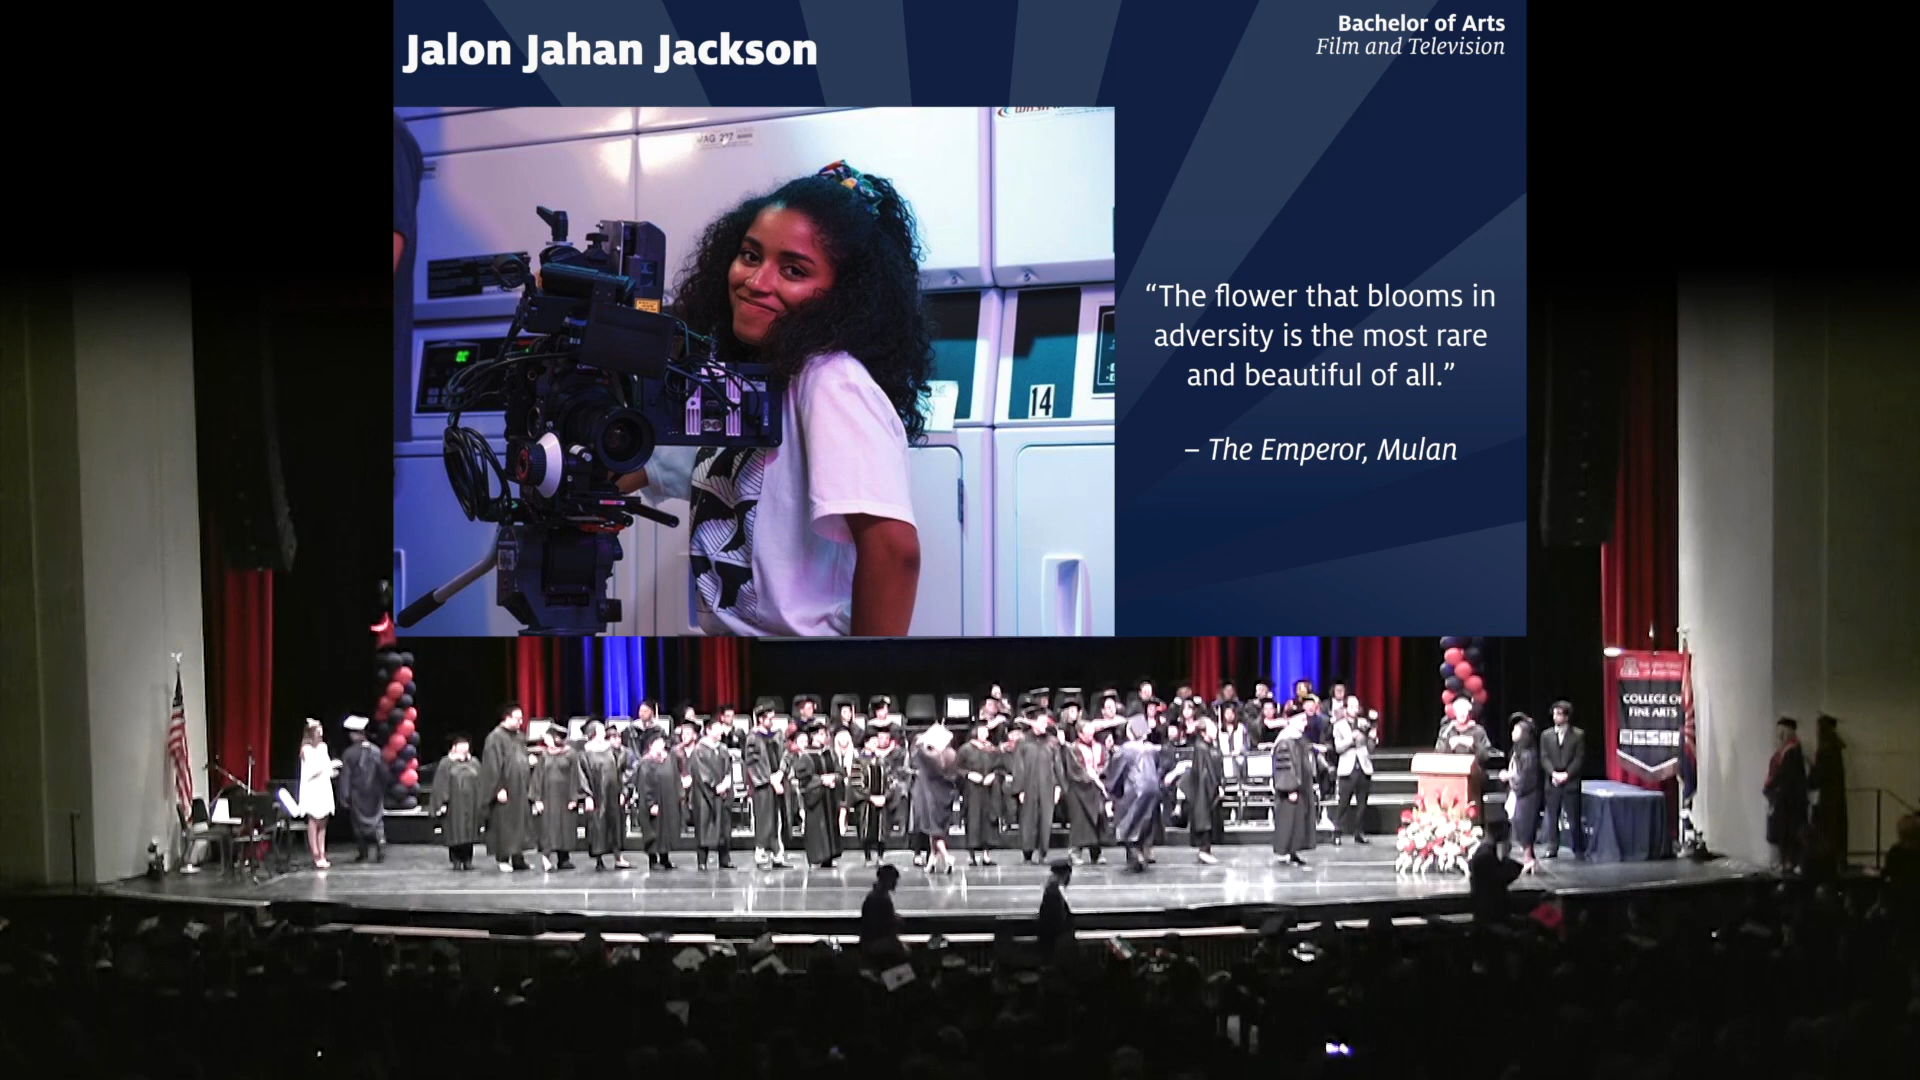 Jalon Jahan Jackson
Bachelor of Arts
Film and Television
“The flower that blooms in
adversity is the most rare
and beautiful of all.”
– The Emperor, Mulan
14
COLLEGE OF
FINE ARTS